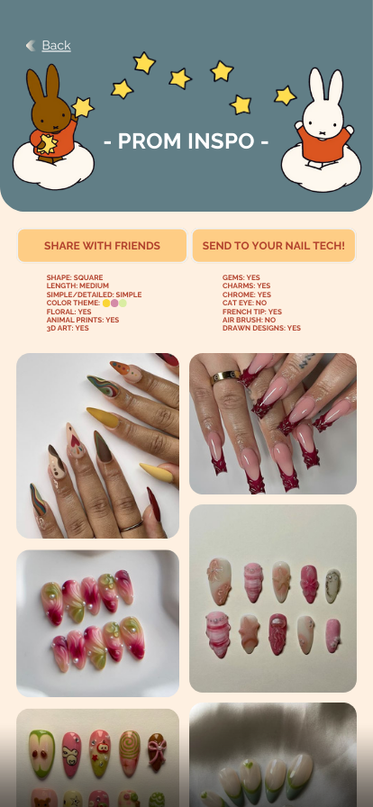 Back
- PROM INSPO -
SHARE WITH FRIENDS
SEND TO YOUR NAIL TECH!
SHAPE: SQUARE
LENGTH: MEDIUM
SIMPLE/DETAILED: SIMPLE
COLOR THEME:
FLORAL: YES
ANIMAL PRINTS: YES
3D ART: YES
GEMS: YES
CHARMS: YES
CHROME: YES
CAT EYE: NO
FRENCH TIP: YES
AIR BRUSH: NO
DRAWN DESIGNS: YES